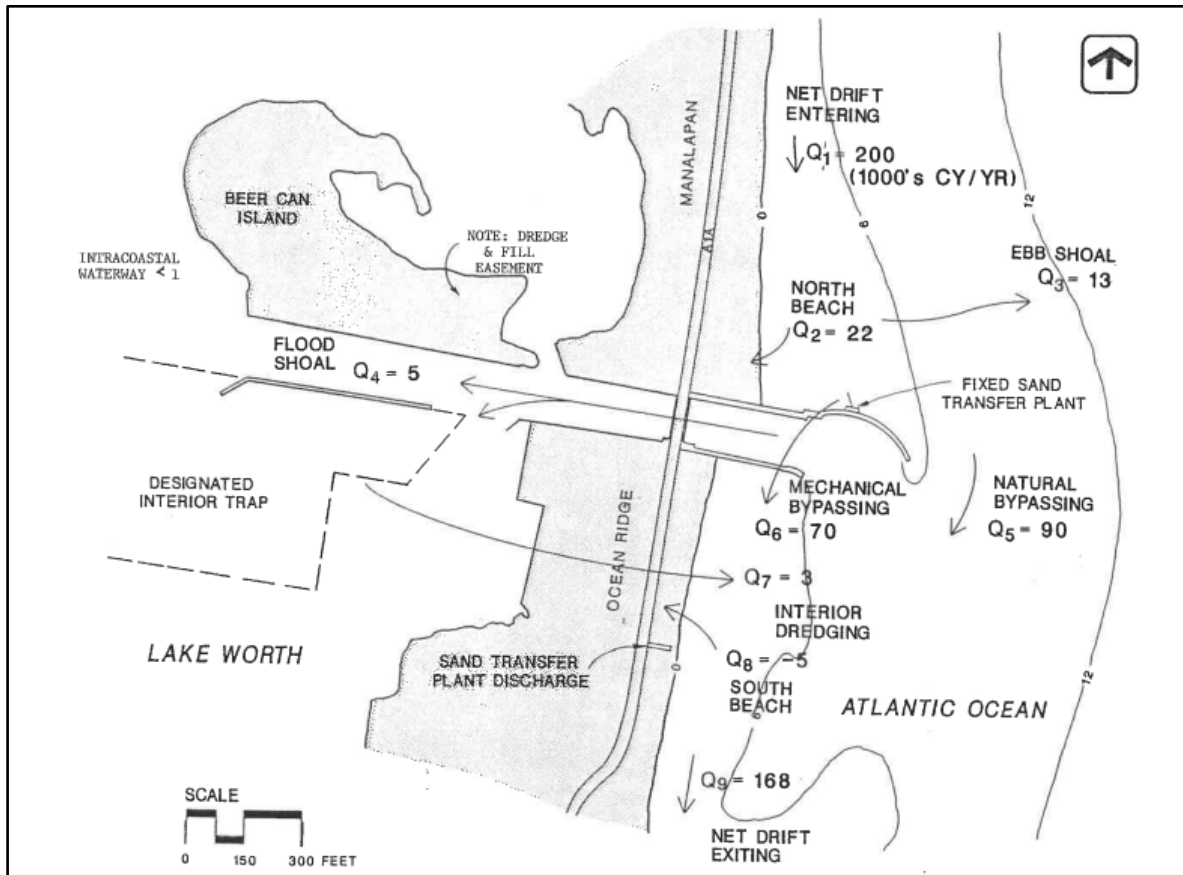 NET DRIFT
ENTERING
Q1 = 200
(1000's CY/YR)
MANALAPAN
A1A
0
6
12
BEER CAN
ISLAND
NOTE: DREDGE
& FILL
EASEMENT
INTRACOASTAL
WATERWAY < 1
EBB SHOAL
Q3 = 13
NORTH
BEACH
Q2 = 22
FLOOD
SHOAL
Q4 = 5
FIXED SAND
TRANSFER PLANT
DESIGNATED
INTERIOR TRAP
MECHANICAL
BYPASSING
Q6 = 70
NATURAL
BYPASSING
Q5 = 90
OCEAN RIDGE
Q7 = 3
INTERIOR
DREDGING
LAKE WORTH
SAND TRANSFER
PLANT DISCHARGE
0
Q8 = -5
SOUTH
BEACH
6
12
ATLANTIC OCEAN
Q9 = 168
NET DRIFT
EXITING
SCALE
0 150 300 FEET